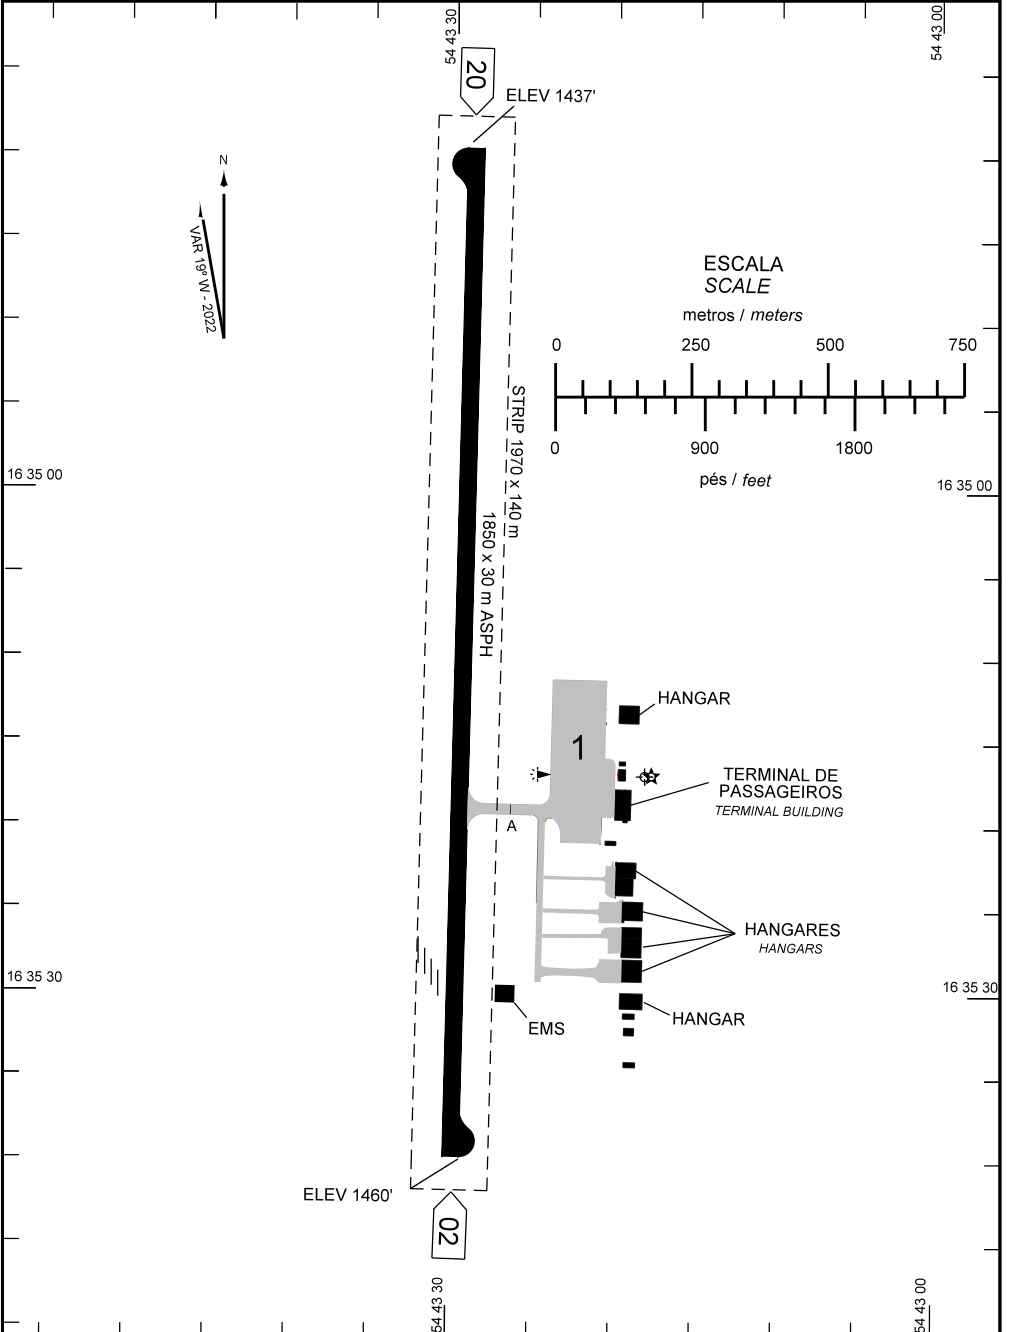 54 43 30
54 43 00
20
ELEV 1437'
N
VAR 19º W - 2022
ESCALA
SCALE
metros / meters
0 250 500 750
0 900 1800
pés / feet
STRIP 1970 x 140 m
16 35 00
16 35 00
1850 x 30 m ASPH
HANGAR
1
TERMINAL DE
PASSAGEIROS
TERMINAL BUILDING
A
HANGARES
HANGARS
16 35 30
16 35 30
HANGAR
EMS
ELEV 1460'
02
54 43 30
54 43 00